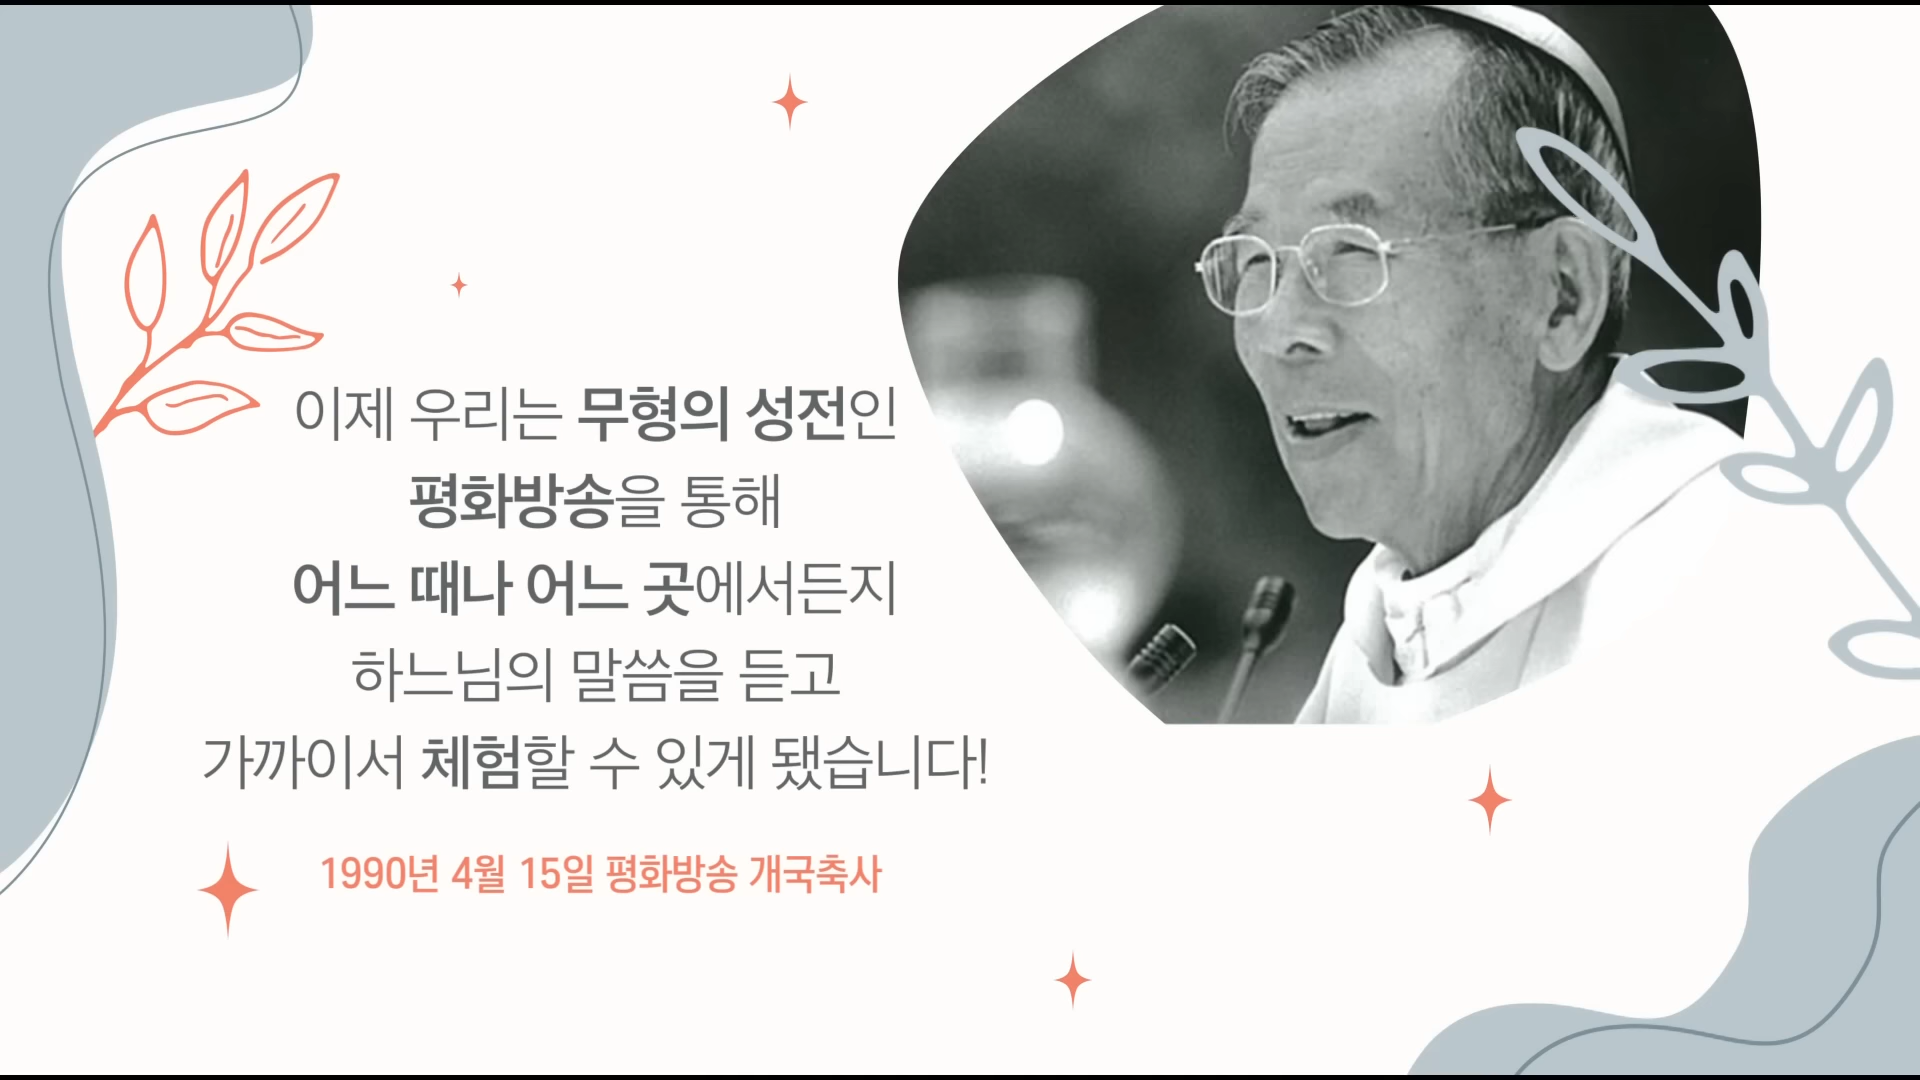 이제 우리는 무형의 성전인
평화방송을 통해
어느 때나 어느 곳에서든지
하느님의 말씀을 듣고
가까이서 체험할 수 있게 됐습니다!
1990년 4월 15일 평화방송 개국축사